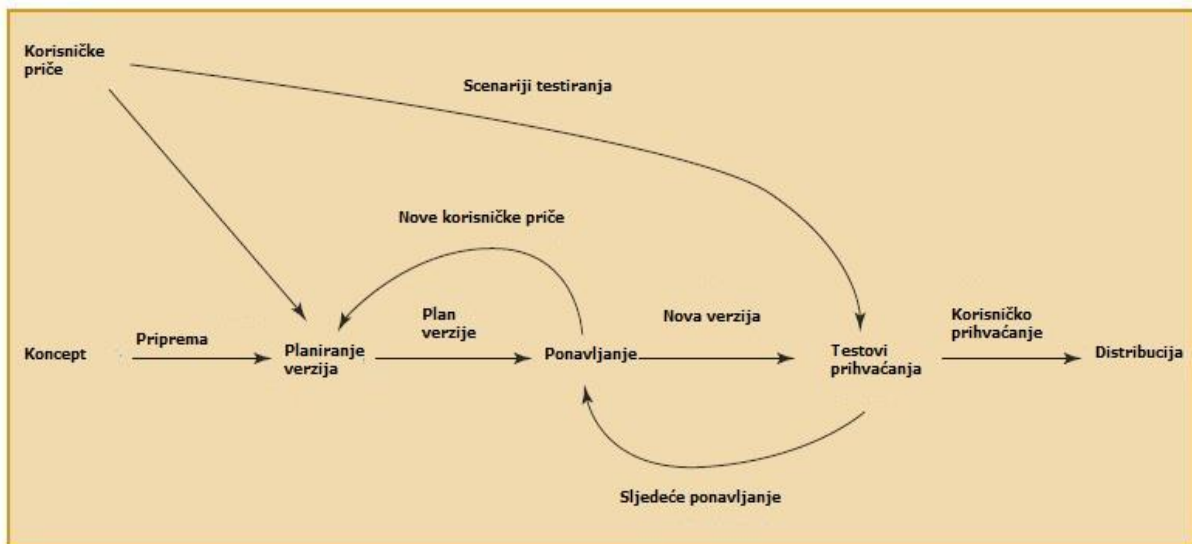 Korisničke
priče
Scenariji testiranja
Nove korisničke priče
Koncept
Priprema
Planiranje
verzija
Plan
verzije
Ponavljanje
Nova verzija
Testovi
prihvaćanja
Korisničko
prihvaćanje
Distribucija
Sljedeće ponavljanje